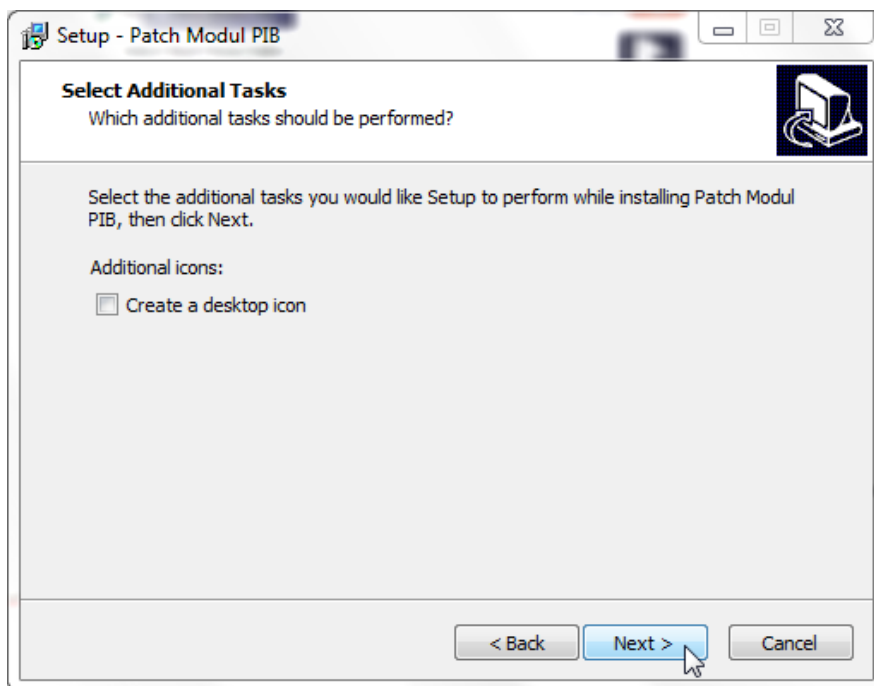 Setup - Patch Modul PIB
Select Additional Tasks
Which additional tasks should be performed?
Select the additional tasks you would like Setup to perform while installing Patch Modul
PIB, then click Next.
Additional icons:
Create a desktop icon
< Back
Next >
Cancel